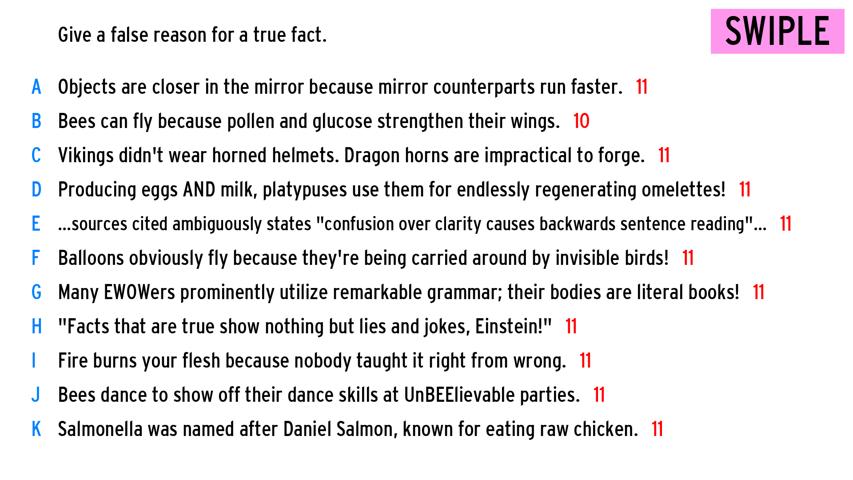 Give a false reason for a true fact.
SWIPLE
A Objects are closer in the mirror because mirror counterparts run faster. 11
B Bees can fly because pollen and glucose strengthen their wings. 10
C Vikings didn't wear horned helmets. Dragon horns are impractical to forge. 11
D Producing eggs AND milk, platypuses use them for endlessly regenerating omelettes! 11
E ...sources cited ambiguously states "confusion over clarity causes backwards sentence reading"... 11
F Balloons obviously fly because they're being carried around by invisible birds! 11
G Many EWOWers prominently utilize remarkable grammar; their bodies are literal books! 11
H "Facts that are true show nothing but lies and jokes, Einstein!" 11
I Fire burns your flesh because nobody taught it right from wrong. 11
J Bees dance to show off their dance skills at UnBEElievable parties. 11
K Salmonella was named after Daniel Salmon, known for eating raw chicken. 11